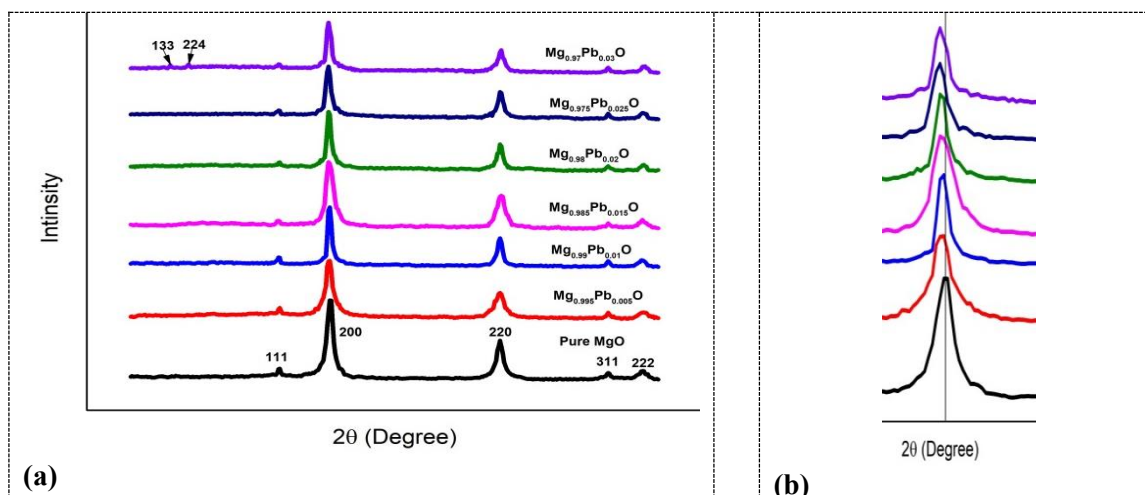 133 224
Mg0.97Pb0.03O
Mg0.975Pb0.025O
Mg0.98Pb0.02O
Mg0.985Pb0.015O
Mg0.99Pb0.01O
Mg0.995Pb0.005O
Pure MgO
111 200 220 311 222
Intinsity
2θ (Degree)
(a)
2θ (Degree)
(b)